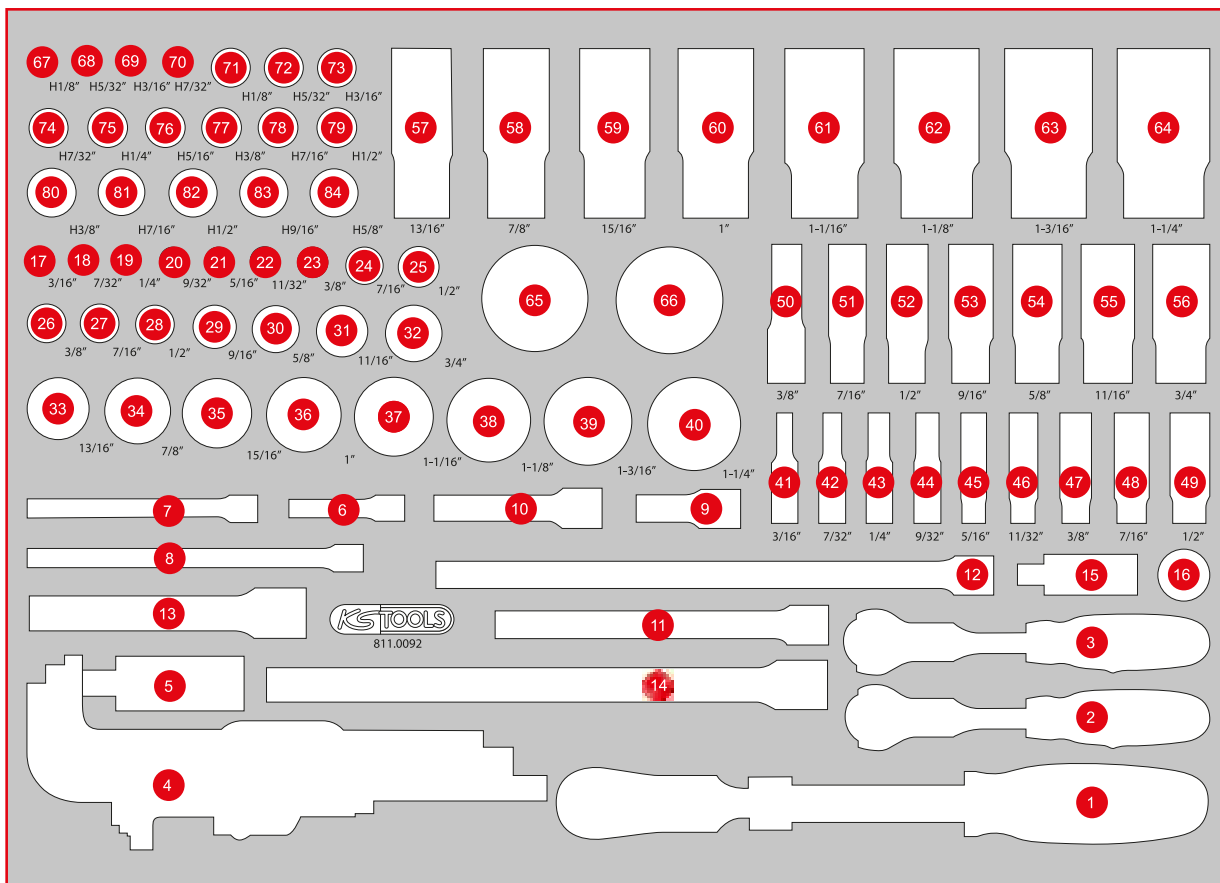 67 68 69 70 71 72 73
H1/8″ H5/32″ H3/16″ H7/32″ H1/8″ H5/32″ H3/16″
74 75 76 77 78 79
H7/32″ H1/4″ H5/16″ H3/8″ H7/16″ H1/2″
80 81 82 83 84
H3/8″ H7/16″ H1/2″ H9/16″ H5/8″
57 58 59 60 61 62 63 64
13/16″ 7/8″ 15/16″ 1″ 1-1/16″ 1-1/8″ 1-3/16″ 1-1/4″
17 18 19 20 21 22 23 24 25
3/16″ 7/32″ 1/4″ 9/32″ 5/16″ 11/32″ 3/8″ 7/16″ 1/2″
26 27 28 29 30 31 32
3/8″ 7/16″ 1/2″ 9/16″ 5/8″ 11/16″ 3/4″
65 66
50 51 52 53 54 55 56
3/8″ 7/16″ 1/2″ 9/16″ 5/8″ 11/16″ 3/4″
33 34 35 36 37 38 39 40
13/16″ 7/8″ 15/16″ 1″ 1-1/16″ 1-1/8″ 1-3/16″ 1-1/4″
41 42 43 44 45 46 47 48 49
3/16″ 7/32″ 1/4″ 9/32″ 5/16″ 11/32″ 3/8″ 7/16″ 1/2″
7 6 10 9
8 12 15 16
13
KS TOOLS
811.0092
11 3
5 14 2
4 1